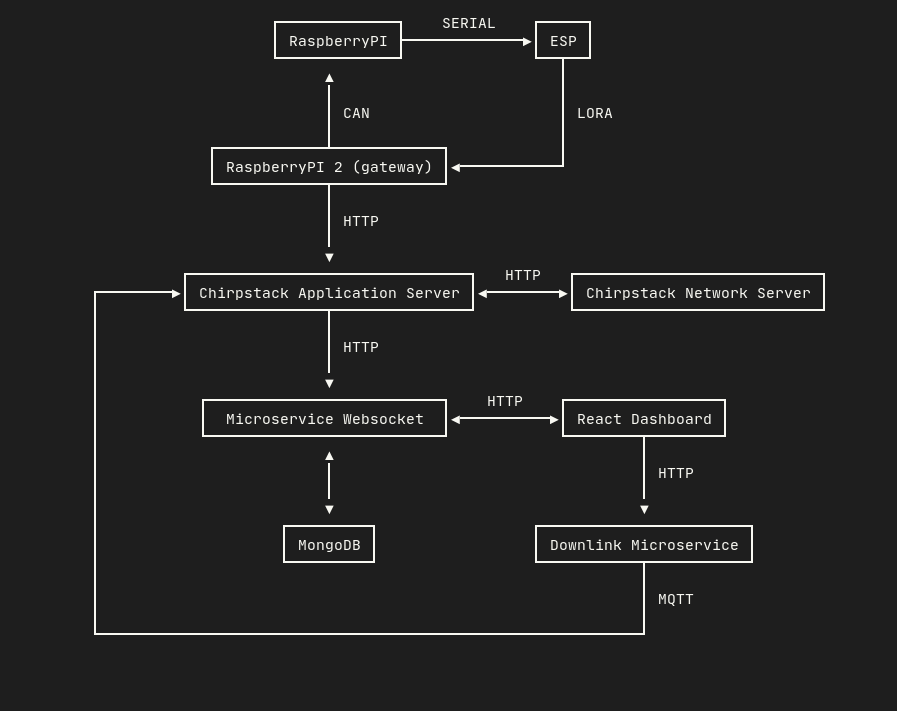 SERIAL
RaspberryPI
ESP
CAN
LORA
RaspberryPI 2 (gateway)
HTTP
HTTP
Chirpstack Application Server
Chirpstack Network Server
HTTP
HTTP
Microservice Websocket
React Dashboard
HTTP
MongoDB
Downlink Microservice
MQTT